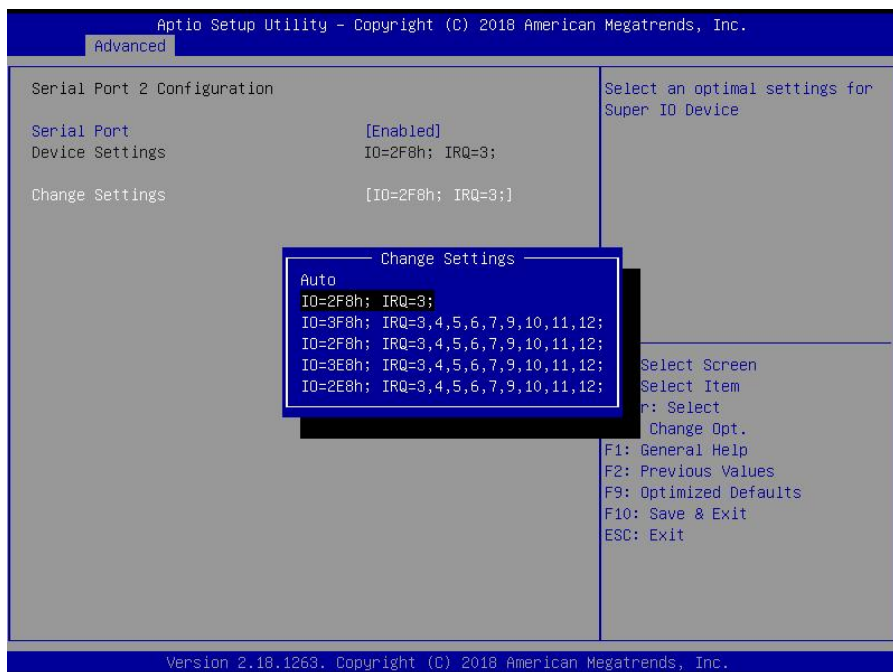 Aptio Setup Utility – Copyright (C) 2018 American Megatrends, Inc.
Advanced
Serial Port 2 Configuration
Serial Port [Enabled]
Device Settings IO=2F8h; IRQ=3;
Change Settings [IO=2F8h; IRQ=3;]
Select an optimal settings for
Super IO Device
Change Settings
Auto
IO=2F8h; IRQ=3;
IO=3F8h; IRQ=3,4,5,6,7,9,10,11,12;
IO=2F8h; IRQ=3,4,5,6,7,9,10,11,12;
IO=3E8h; IRQ=3,4,5,6,7,9,10,11,12;
IO=2E8h; IRQ=3,4,5,6,7,9,10,11,12;
Select Screen
Select Item
r: Select
Change Opt.
F1: General Help
F2: Previous Values
F9: Optimized Defaults
F10: Save & Exit
ESC: Exit
Version 2.18.1263. Copyright (C) 2018 American Megatrends, Inc.